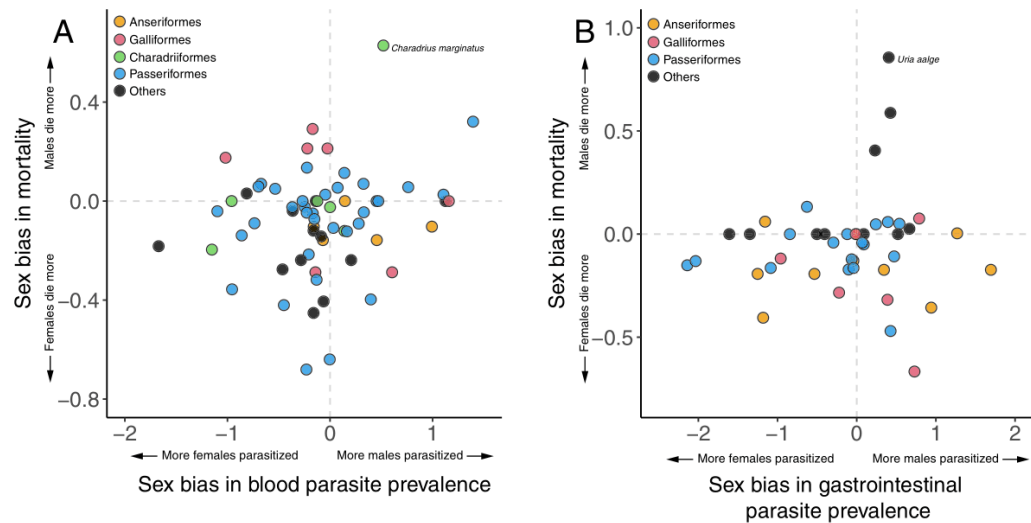 A
Anseriformes
Galliformes
Charadriiformes
Passeriformes
Others
Charadrius marginatus
Sex bias in mortality
Males die more
Females die more
0.4
0.0
−0.4
−0.8
−2
−1
0
1
More females parasitized
More males parasitized
Sex bias in blood parasite prevalence
B
Anseriformes
Galliformes
Passeriformes
Others
Uria aalge
Sex bias in mortality
Males die more
Females die more
1.0
0.5
0.0
−0.5
−2
−1
0
1
2
More females parasitized
More males parasitized
Sex bias in gastrointestinal
parasite prevalence